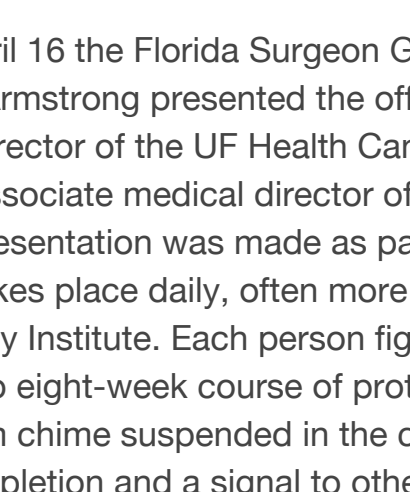 ril 16 the Florida Surgeon G
rmstrong presented the off
rector of the UF Health Can
ssociate medical director of
esentation was made as pa
kes place daily, often more
y Institute. Each person fig
o eight-week course of prot
n chime suspended in the c
pletion and a signal to othe